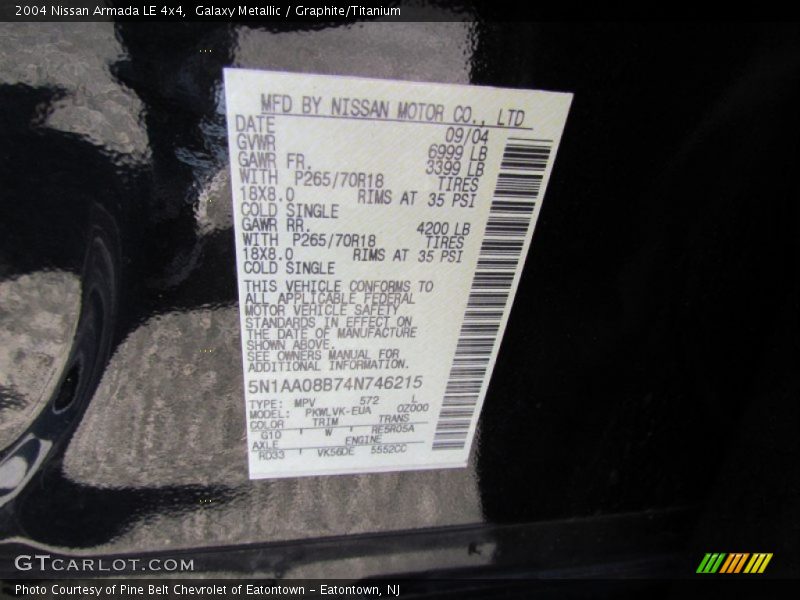 2004 Nissan Armada LE 4x4, Galaxy Metallic / Graphite/Titanium
MFD BY NISSAN MOTOR CO., LTD
DATE 09/04
GVWR 6999 LB
GAWR FR. 3399 LB
WITH P265/70R18 TIRES
18X8.0 RIMS AT 35 PSI
COLD SINGLE
GAWR RR. 4200 LB
WITH P265/70R18 TIRES
18X8.0 RIMS AT 35 PSI
COLD SINGLE
THIS VEHICLE CONFORMS TO
ALL APPLICABLE FEDERAL
MOTOR VEHICLE SAFETY
STANDARDS IN EFFECT ON
THE DATE OF MANUFACTURE
SHOWN ABOVE.
SEE OWNERS MANUAL FOR
ADDITIONAL INFORMATION.
5N1AA08B74N746215
TYPE: MPV 572 L
MODEL: PKWLVK-EUA 0Z000
COLOR TRIM TRANS
G10 W RE5R05A
AXLE ENGINE
RD33 VK56DE 5552CC
GTCARLOT.COM
Photo Courtesy of Pine Belt Chevrolet of Eatontown - Eatontown, NJ